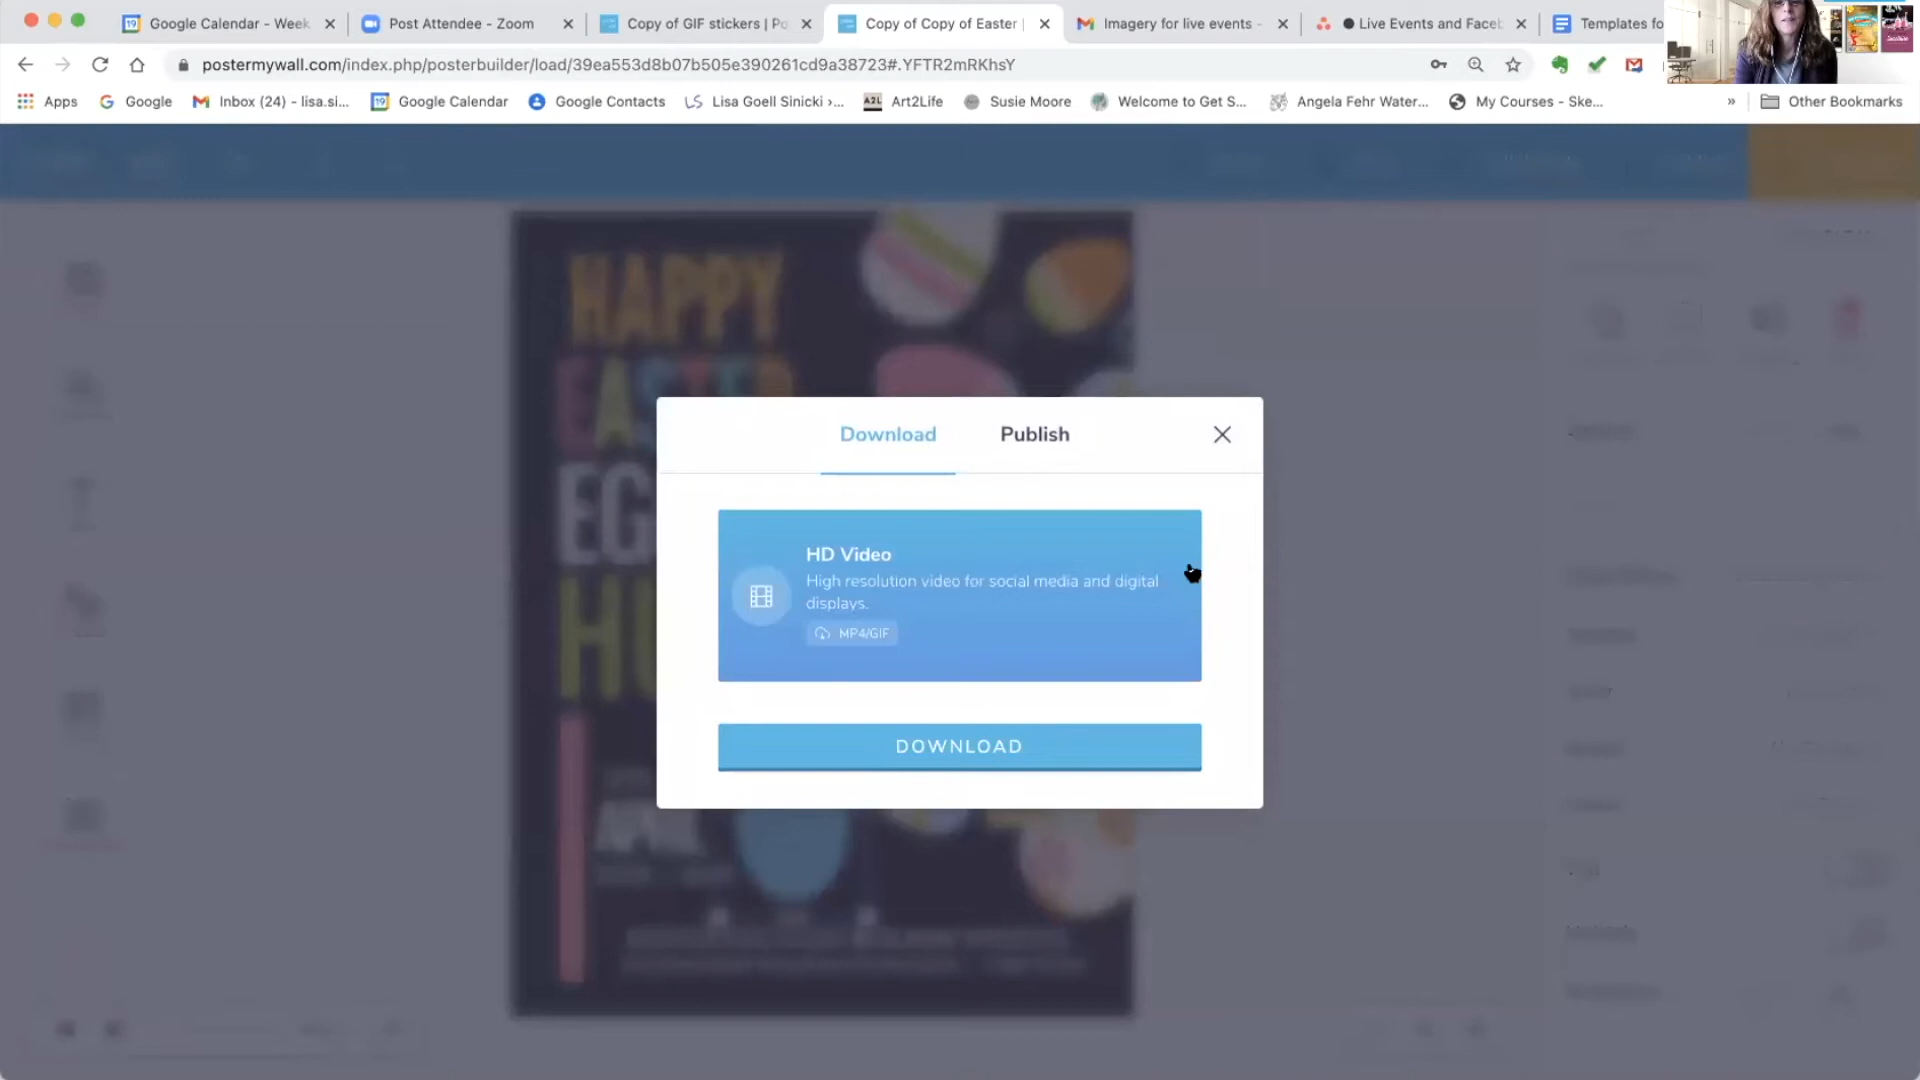 Google Calendar - Week
Post Attendee - Zoom
Copy of GIF stickers | Po
Copy of Copy of Easter |
Imagery for live events -
Live Events and Faceb
Templates fo
postermywall.com/index.php/posterbuilder/load/39ea553d8b07b505e390261cd9a38723#.YFTR2mRKhsY
Apps
Google
Inbox (24) - lisa.si...
Google Calendar
Google Contacts
Lisa Goell Sinicki ›...
Art2Life
Susie Moore
Welcome to Get S...
Angela Fehr Water...
My Courses - Ske...
»
Other Bookmarks
HAPPY
EASTER
EG
HU
APRIL
Download
Publish
HD Video
High resolution video for social media and digital
displays.
MP4/GIF
DOWNLOAD